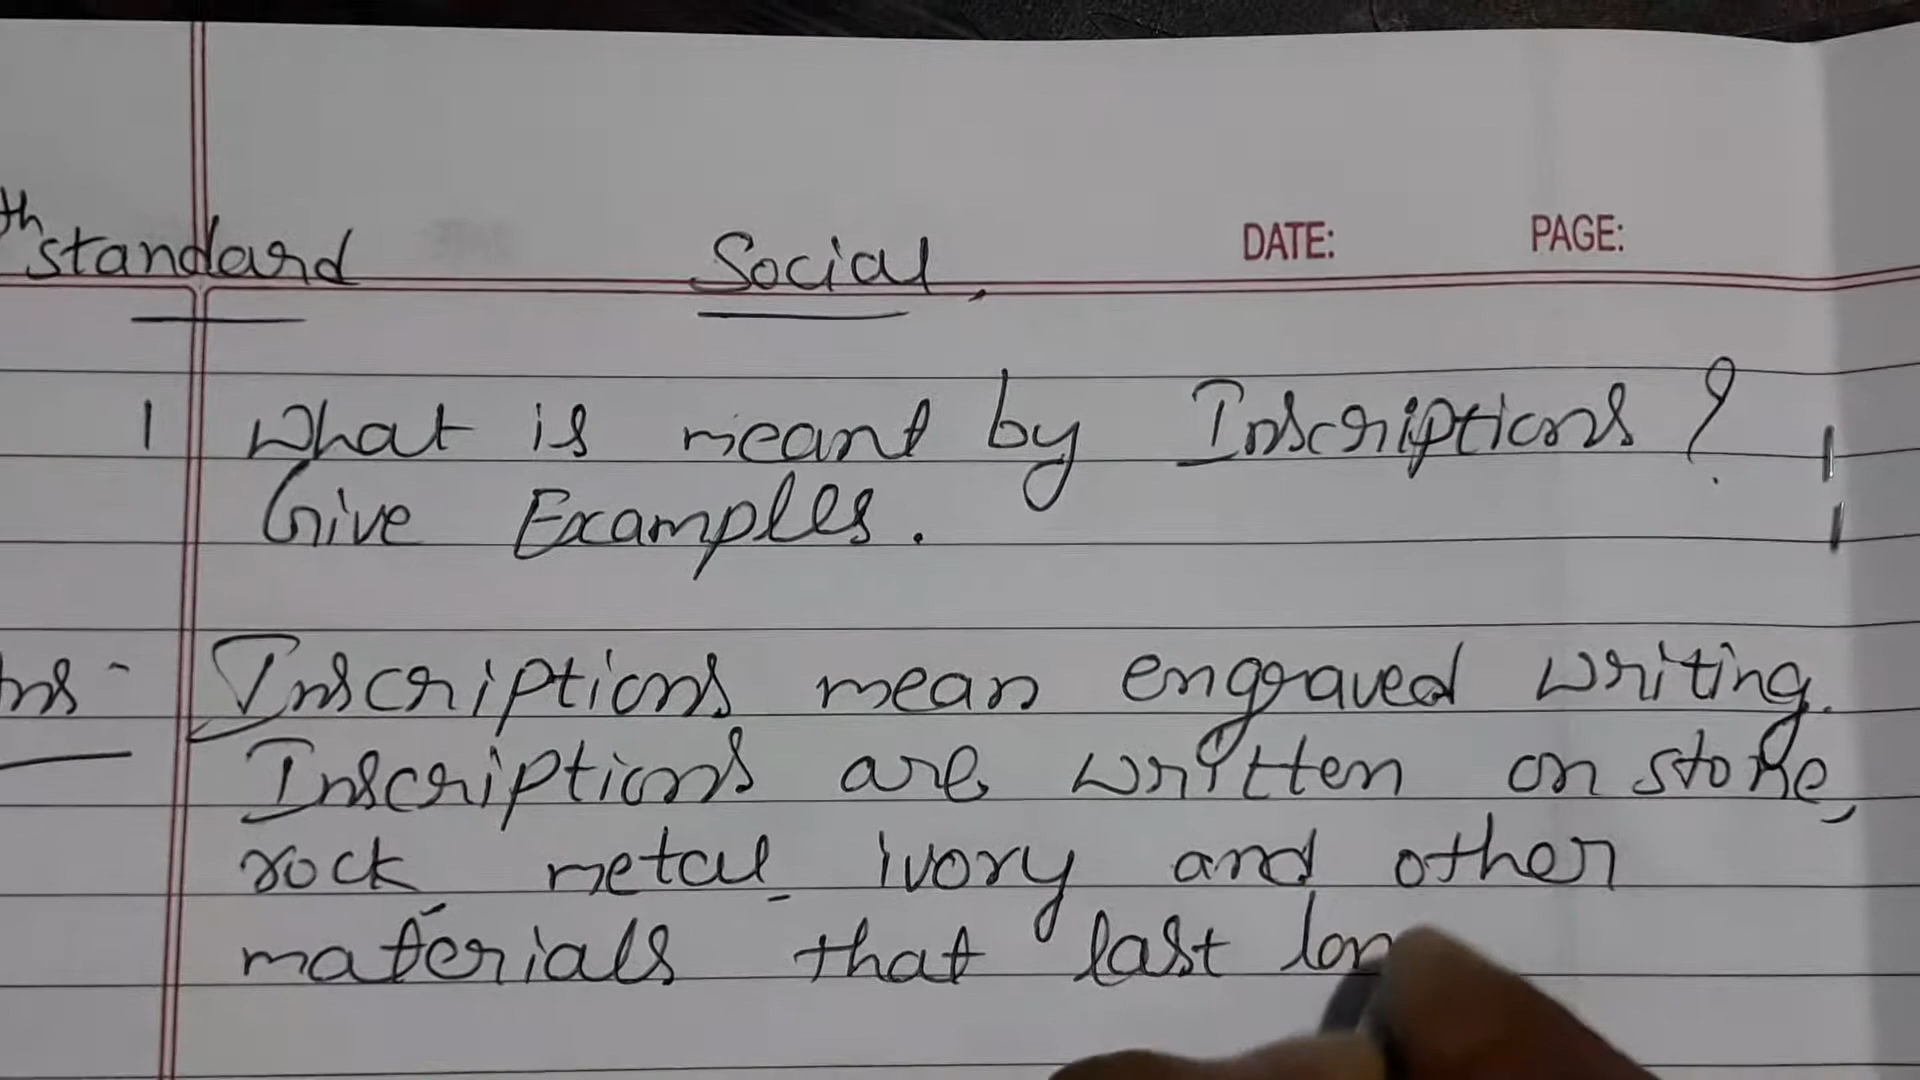 th standard Social, DATE: PAGE:
1 What is meant by Inscriptions?
Give Examples.
ns - Inscriptions mean engraved writing.
Inscriptions are written on stone,
rock metal ivory and other
materials that last lon